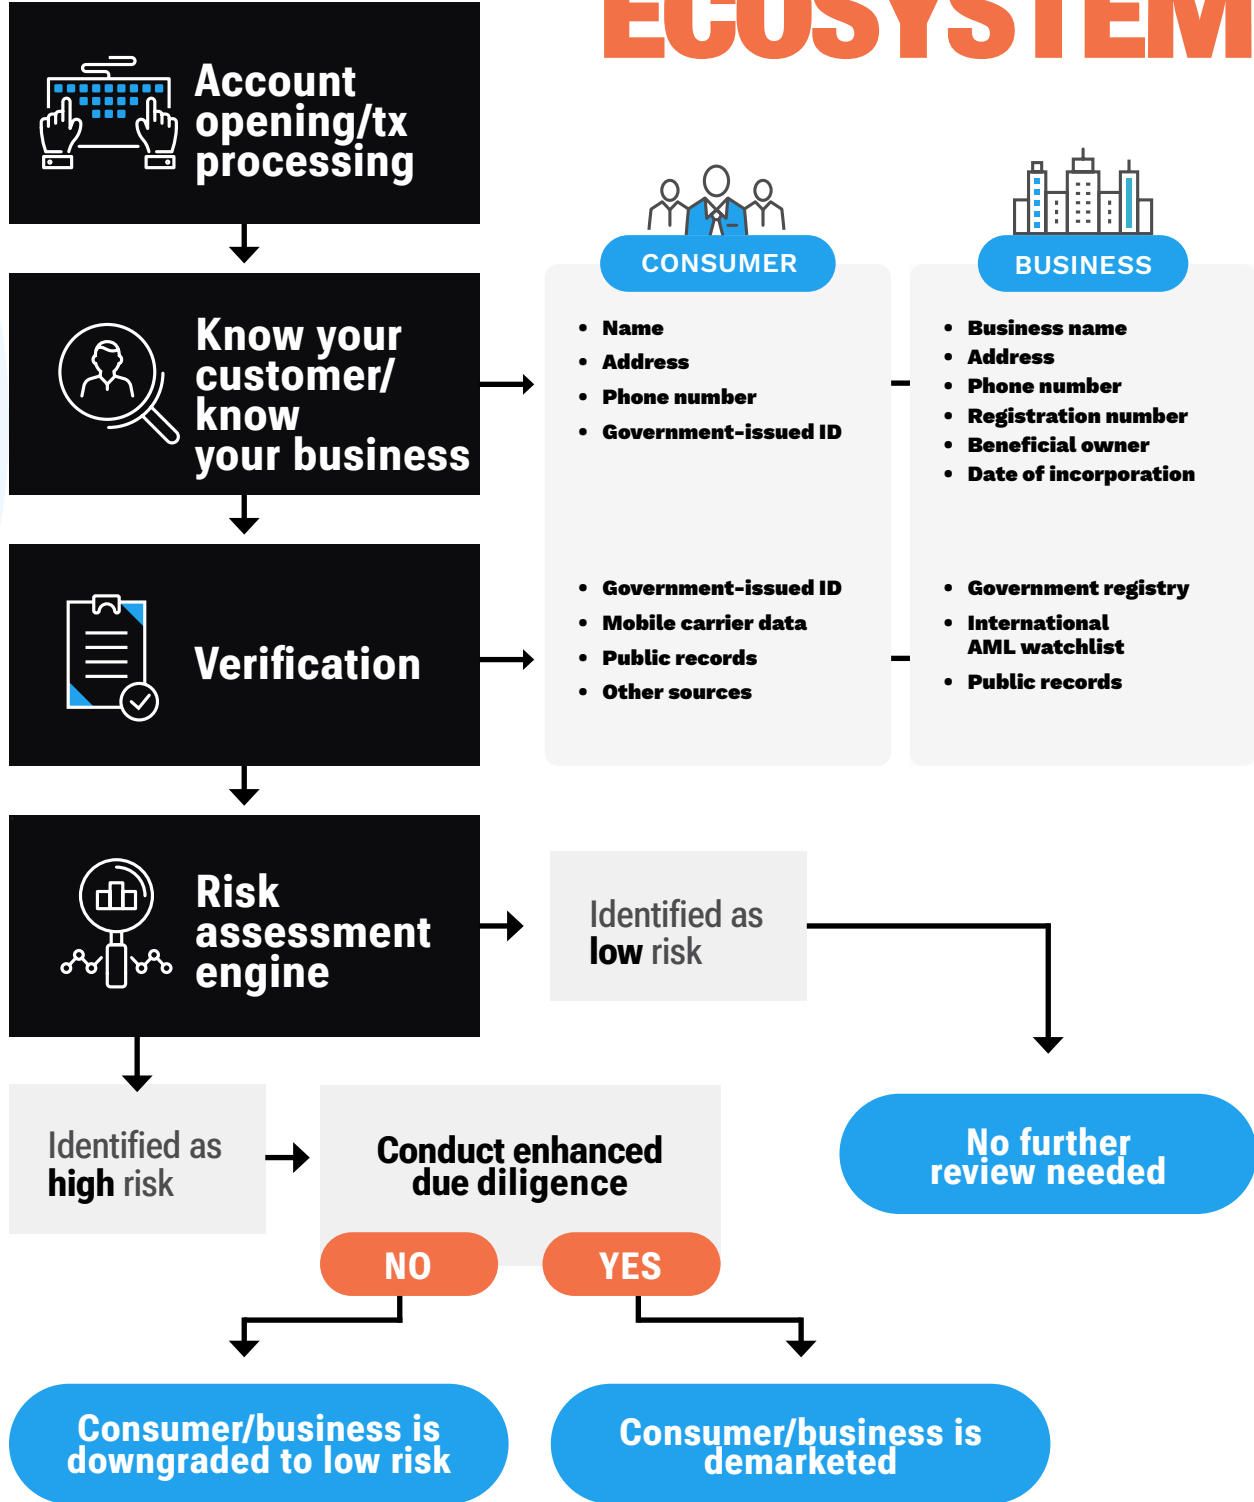 ECOSYSTEM
Account
opening/tx
processing
CONSUMER
BUSINESS
Know your
customer/
know
your business
• Name
• Address
• Phone number
• Government-issued ID
• Business name
• Address
• Phone number
• Registration number
• Beneficial owner
• Date of incorporation
Verification
• Government-issued ID
• Mobile carrier data
• Public records
• Other sources
• Government registry
• International
AML watchlist
• Public records
Risk
assessment
engine
Identified as
low risk
Identified as
high risk
Conduct enhanced
due diligence
NO
YES
No further
review needed
Consumer/business is
downgraded to low risk
Consumer/business is
demarketed